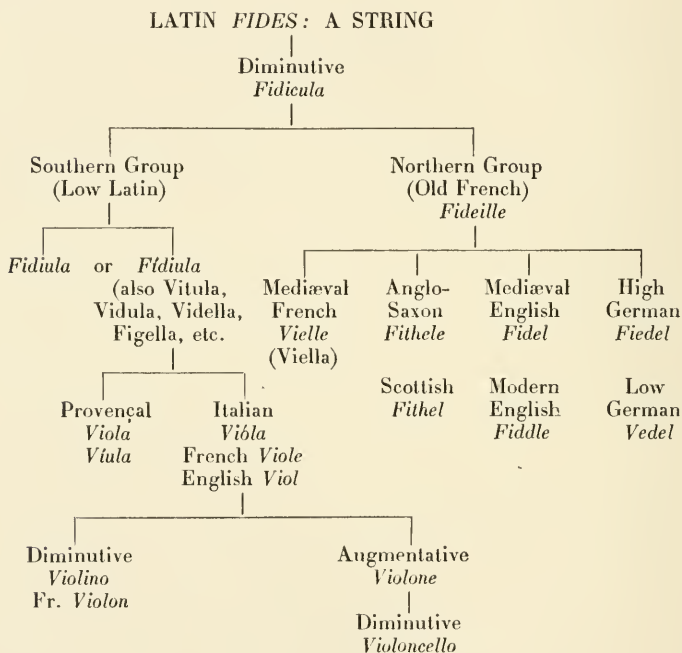 LATIN FIDES: A STRING
Diminutive
Fidicula
Southern Group
(Low Latin)
Northern Group
(Old French)
Fideille
Fidiula or Fídiula
(also Vitula,
Vidula, Vidella,
Figella, etc.
Mediæval
French
Vielle
(Viella)
Anglo-
Saxon
Fithele
Scottish
Fithel
Mediæval
English
Fidel
Modern
English
Fiddle
High
German
Fiedel
Low
German
Vedel
Provençal
Viola
Víula
Italian
Vióla
French Viole
English Viol
Diminutive
Violino
Fr. Violon
Augmentative
Violone
Diminutive
Violoncello